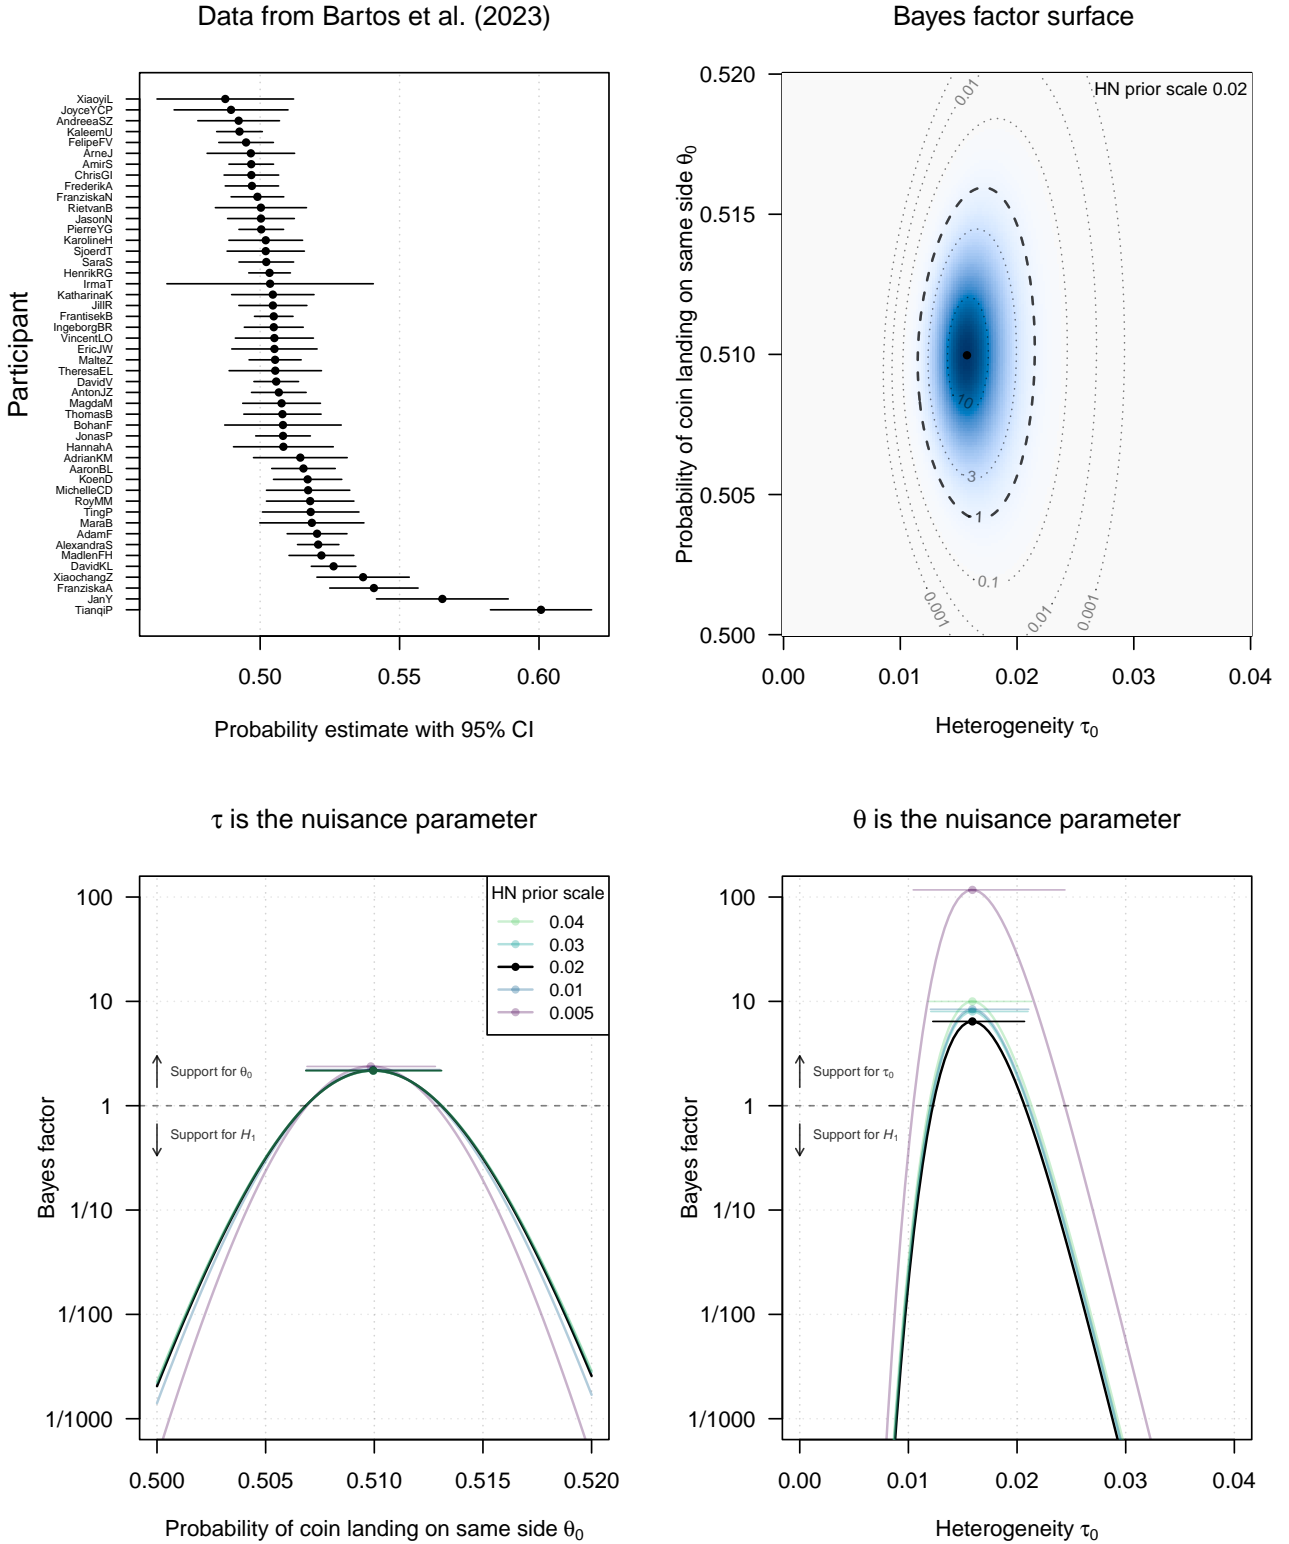 Data from Bartos et al. (2023)
Participant
XiaoyiL
JoyceYCP
AndreeaSZ
KaleemU
FelipeFV
ArneJ
AmirS
ChrisGI
FrederikA
FranziskaN
RietvanB
JasonN
PierreYG
KarolineH
SjoerdT
SaraS
HenrikRG
IrmaT
KatharinaK
JillR
FrantisekB
IngeborgBR
VincentLO
EricJW
MalteZ
TheresaEL
DavidV
AntonJZ
MagdaM
ThomasB
BohanF
JonasP
HannahA
AdrianKM
AaronBL
KoenD
MichelleCD
RoyMM
TingP
MaraB
AdamF
AlexandraS
MadlenFH
DavidKL
XiaochangZ
FranziskaA
JanY
TianqiP
0.50 0.55 0.60
Probability estimate with 95% CI
Bayes factor surface
Probability of coin landing on same side θ₀
0.520
0.515
0.510
0.505
0.500
HN prior scale 0.02
0.01
10
3
1
0.1
0.001
0.01
0.001
0.00 0.01 0.02 0.03 0.04
Heterogeneity τ₀
τ is the nuisance parameter
Bayes factor
100
10
1
1/10
1/100
1/1000
HN prior scale
0.04
0.03
0.02
0.01
0.005
Support for θ₀
Support for H₁
0.500 0.505 0.510 0.515 0.520
Probability of coin landing on same side θ₀
θ is the nuisance parameter
Bayes factor
100
10
1
1/10
1/100
1/1000
Support for τ₀
Support for H₁
0.00 0.01 0.02 0.03 0.04
Heterogeneity τ₀